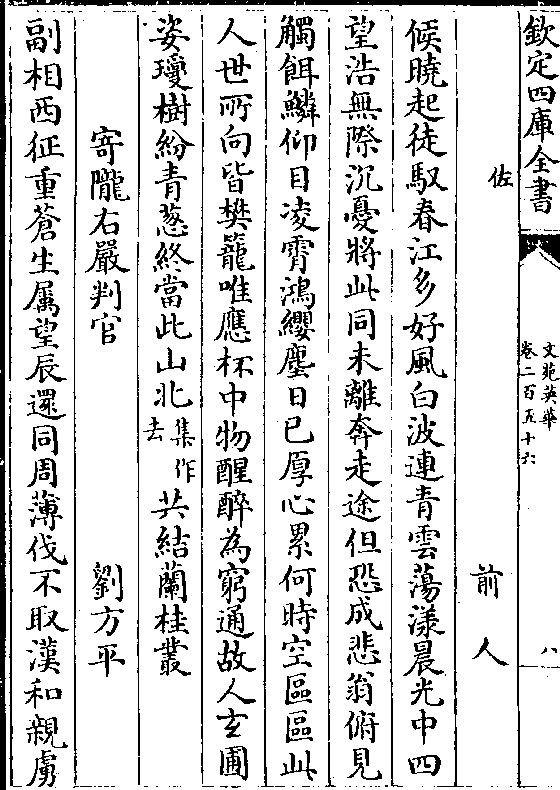 欽定四庫全書
文苑英華
卷二百五十六
八
佐　前人
候曉起徒馭春江多好風白波連青雲蕩漾晨光中四
望浩無際沉憂將此同未離奔走途但恐成悲翁俯見
觸餌鱗仰目凌霄鴻纓塵日已厚心累何時空區區此
人世所向皆樊籠唯應杯中物醒醉為窮通故人玄圃
姿瓊樹紛青蔥終當此山北集作去共結蘭桂叢
寄隴右嚴判官　劉方平
副相西征重蒼生属望辰還同周薄伐不取漢和親虜